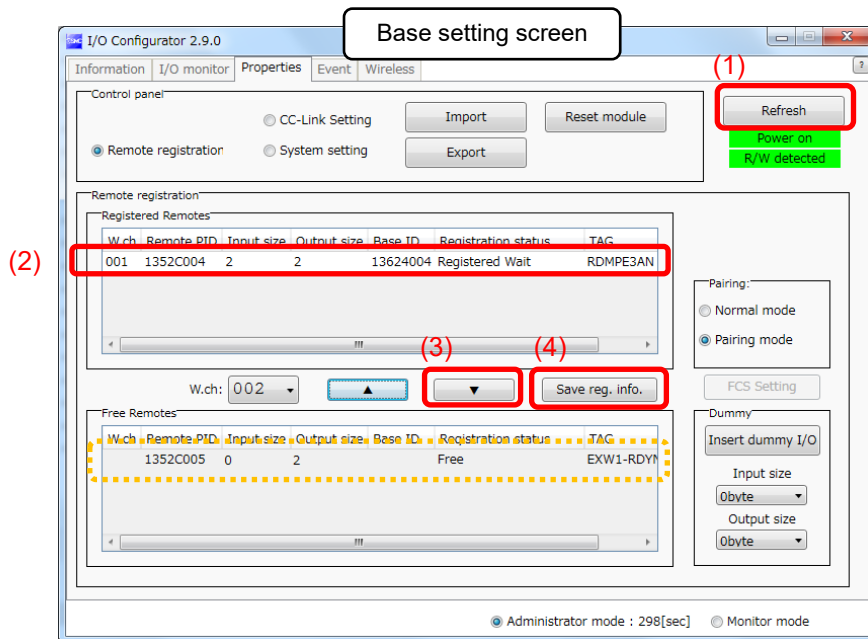 Base setting screen
I/O Configurator 2.9.0
Information I/O monitor Properties Event Wireless
(1)
?
Control panel
CC-Link Setting Import Reset module Refresh
Power on
Remote registration System setting Export R/W detected
Remote registration
Registered Remotes
W.ch Remote PID Input size Output size Base ID Registration status TAG
(2)
001 1352C004 2 2 13624004 Registered Wait RDMPE3AN
Pairing:
Normal mode
Pairing mode
(3) (4)
W.ch: 002 ▲ ▼ Save reg. info. FCS Setting
Free Remotes
Dummy
W.ch Remote PID Input size Output size Base ID Registration status TAG
Insert dummy I/O
1352C005 0 2 Free EXW1-RDYN
Input size
0byte
Output size
0byte
Administrator mode : 298[sec] Monitor mode